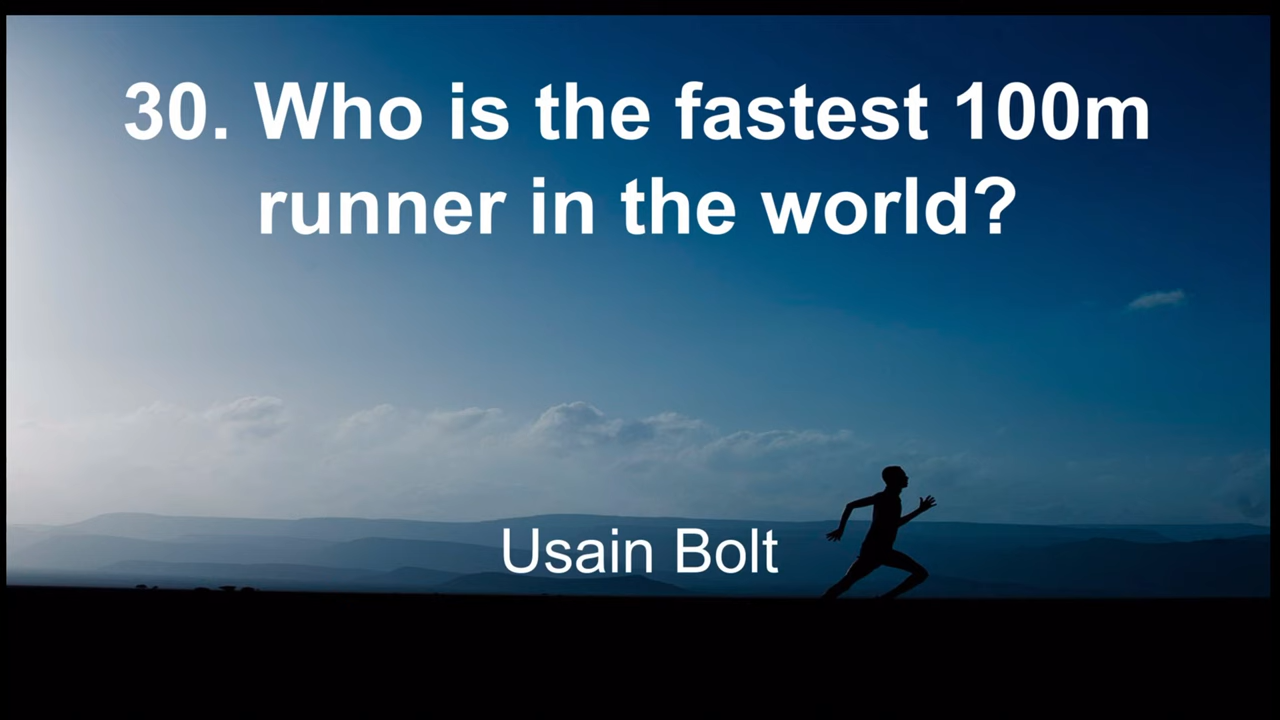 30. Who is the fastest 100m
runner in the world?
Usain Bolt